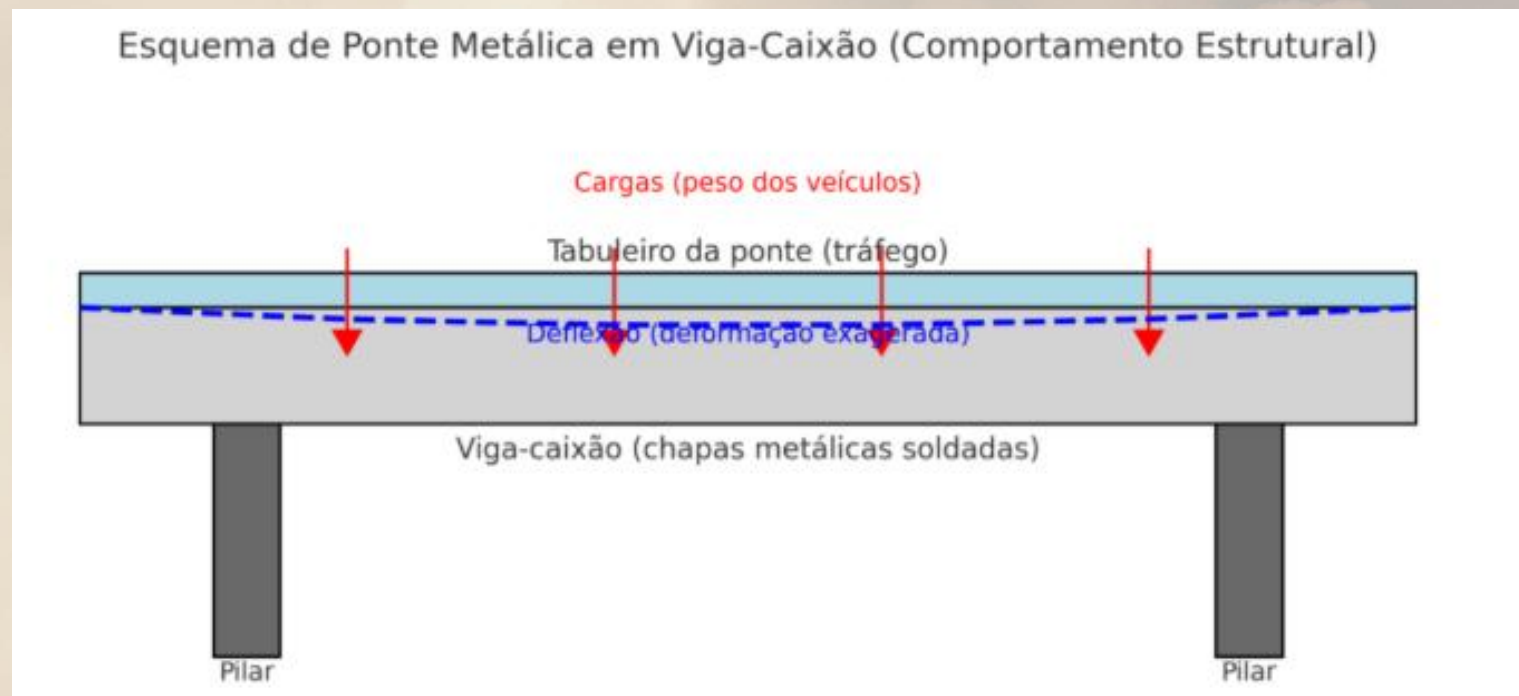 Esquema de Ponte Metálica em Viga-Caixão (Comportamento Estrutural)
Cargas (peso dos veículos)
Tabuleiro da ponte (tráfego)
Deflexão (deformação exagerada)
Viga-caixão (chapas metálicas soldadas)
Pilar
Pilar